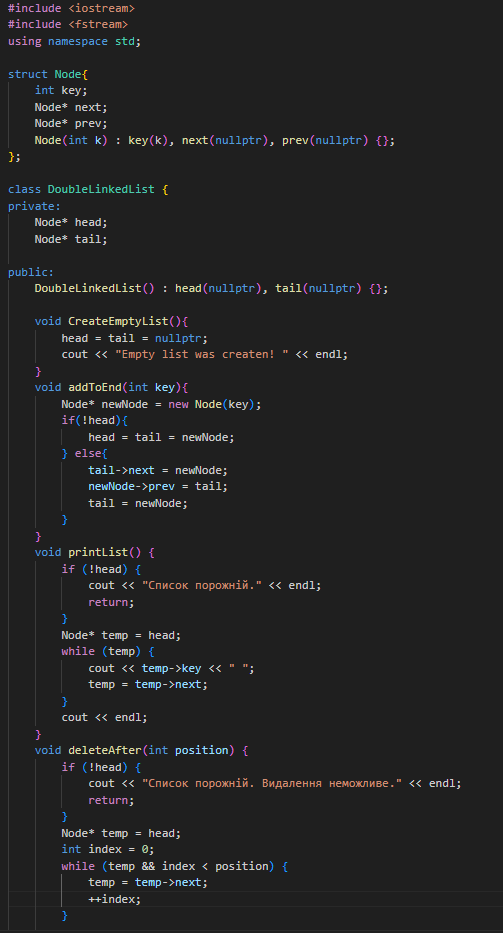 #include <iostream>
#include <fstream>
using namespace std;

struct Node{
    int key;
    Node* next;
    Node* prev;
    Node(int k) : key(k), next(nullptr), prev(nullptr) {};
};

class DoubleLinkedList {
private:
    Node* head;
    Node* tail;

public:
    DoubleLinkedList() : head(nullptr), tail(nullptr) {};

    void CreateEmptyList(){
        head = tail = nullptr;
        cout << "Empty list was createn! " << endl;
    }
    void addToEnd(int key){
        Node* newNode = new Node(key);
        if(!head){
            head = tail = newNode;
        } else{
            tail->next = newNode;
            newNode->prev = tail;
            tail = newNode;
        }
    }
    void printList() {
        if (!head) {
            cout << "Список порожній." << endl;
            return;
        }
        Node* temp = head;
        while (temp) {
            cout << temp->key << " ";
            temp = temp->next;
        }
        cout << endl;
    }
    void deleteAfter(int position) {
        if (!head) {
            cout << "Список порожній. Видалення неможливе." << endl;
            return;
        }
        Node* temp = head;
        int index = 0;
        while (temp && index < position) {
            temp = temp->next;
            ++index;
        }